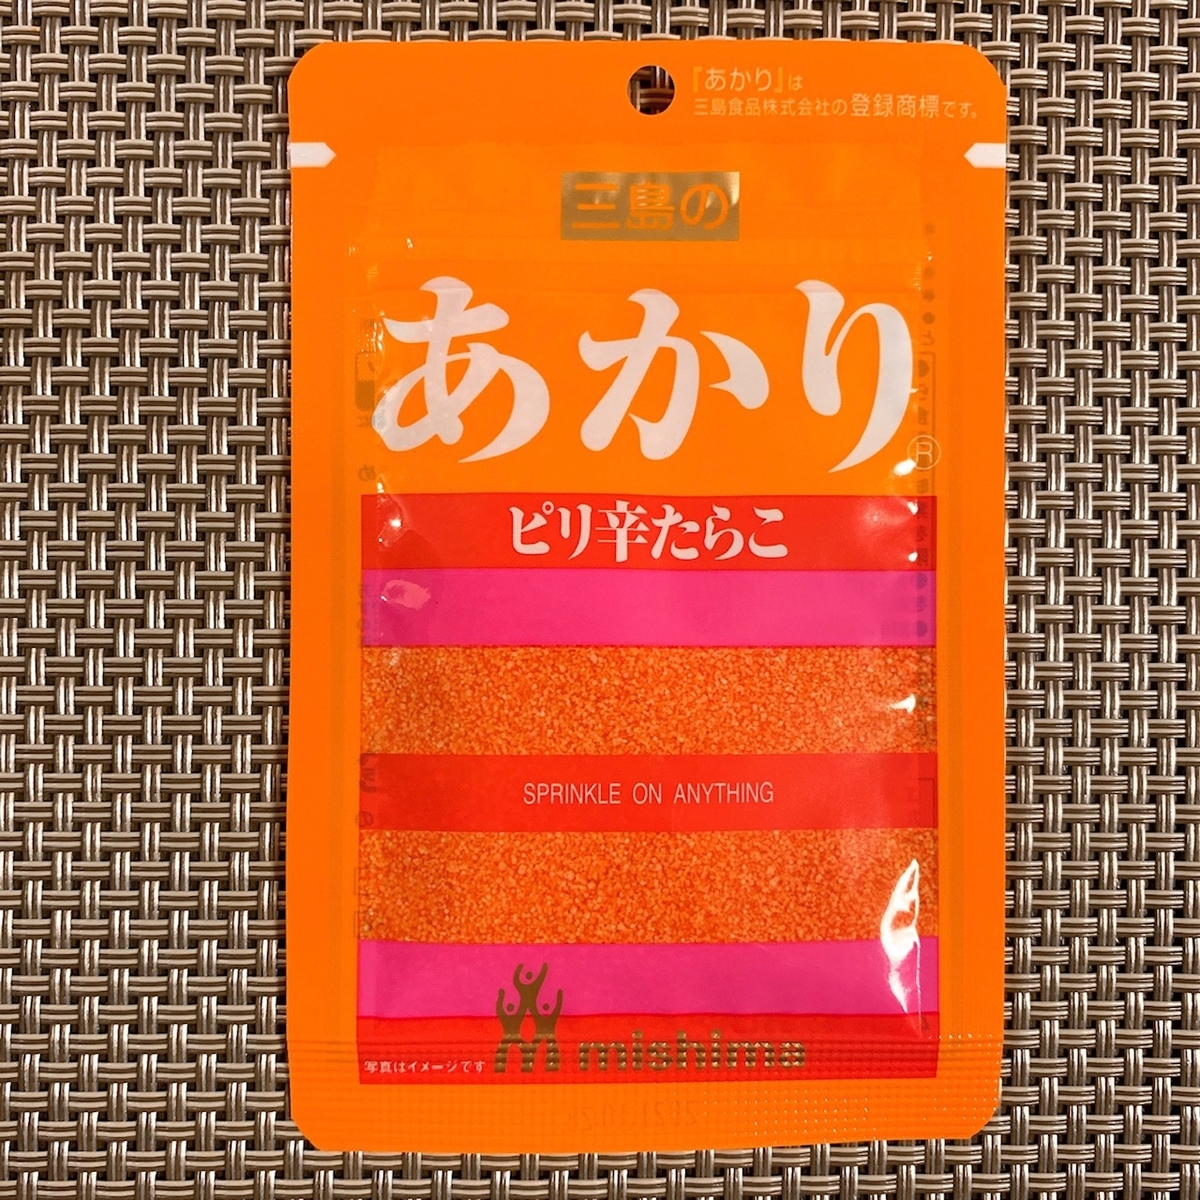 『あかり』は
三島食品株式会社の登録商標です。
三島の
あかり
®
ピリ辛たらこ
SPRINKLE ON ANYTHING
写真はイメージです
mishima